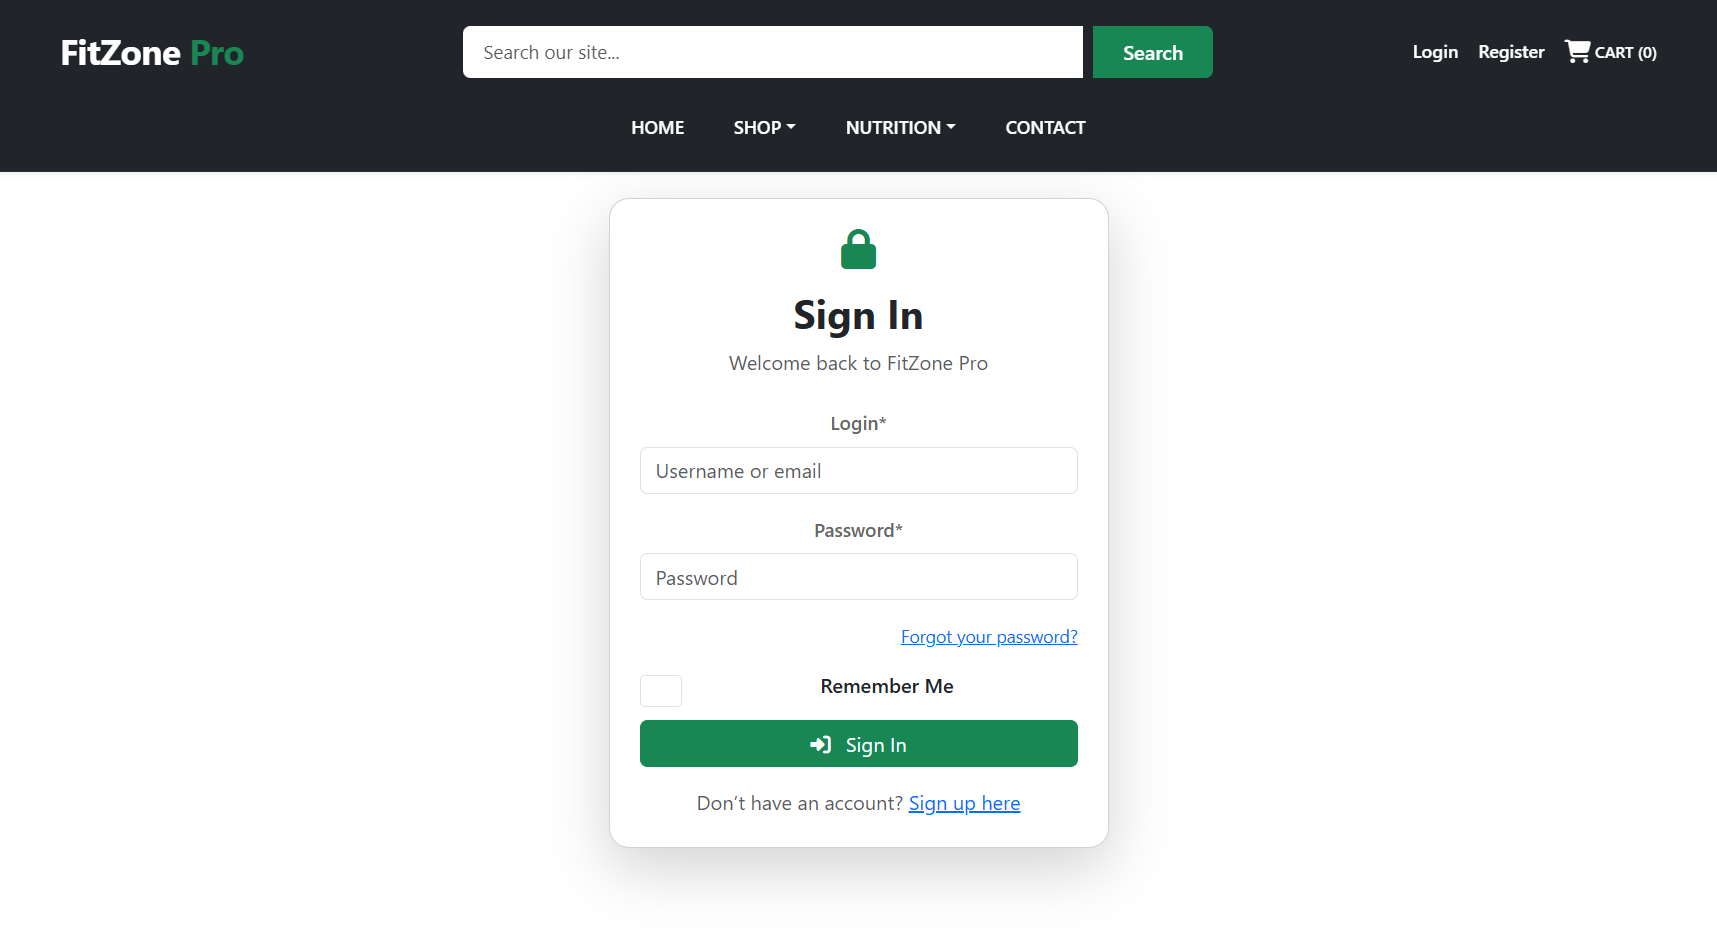 FitZone Pro
Search our site...
Search
Login
Register
CART (0)
HOME
SHOP
NUTRITION
CONTACT
Sign In
Welcome back to FitZone Pro
Login*
Username or email
Password*
Password
Forgot your password?
Remember Me
Sign In
Don’t have an account? Sign up here